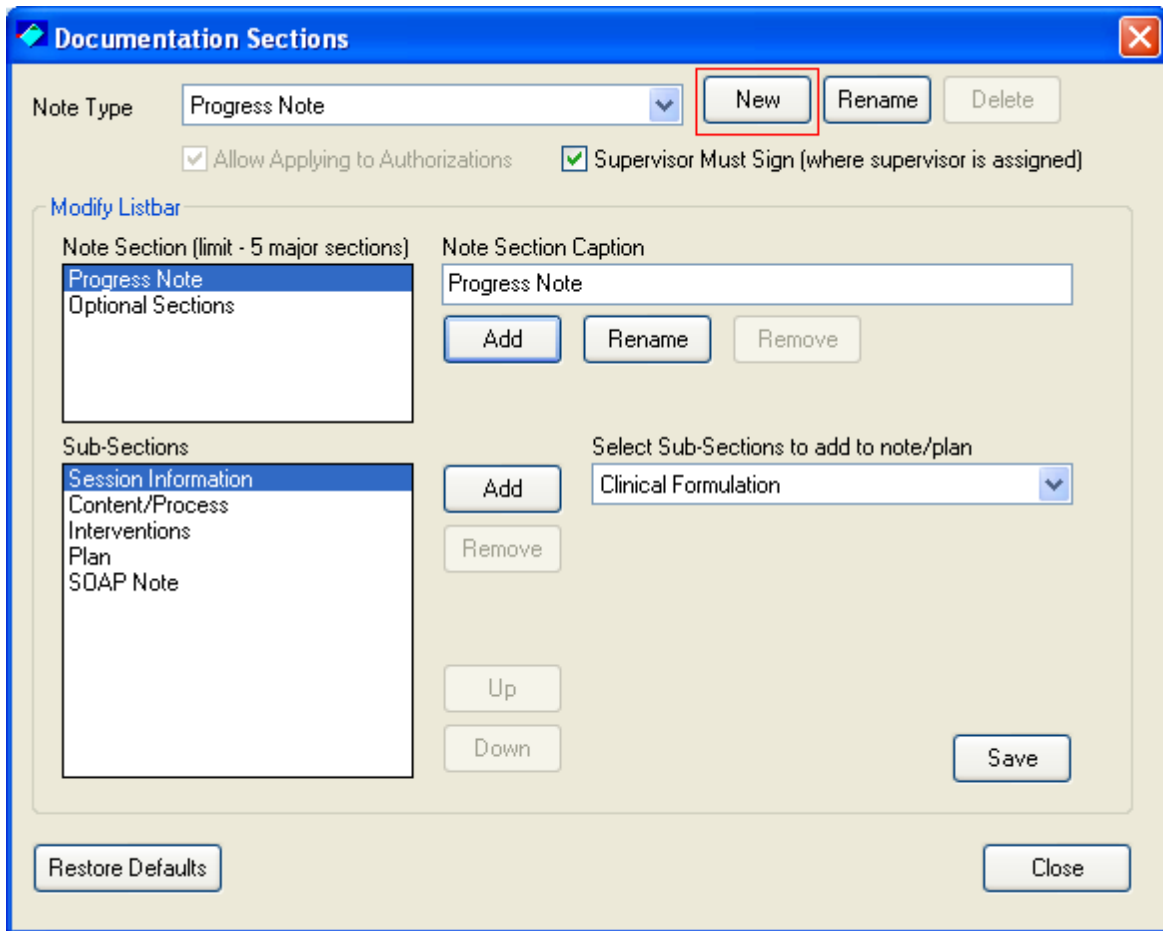 Documentation Sections
Note Type Progress Note New Rename Delete
Allow Applying to Authorizations Supervisor Must Sign (where supervisor is assigned)
Modify Listbar
Note Section (limit - 5 major sections) Note Section Caption
Progress Note Progress Note
Optional Sections
Add Rename Remove
Sub-Sections Select Sub-Sections to add to note/plan
Session Information Add Clinical Formulation
Content/Process
Interventions
Plan Remove
SOAP Note
Up
Down
Save
Restore Defaults Close